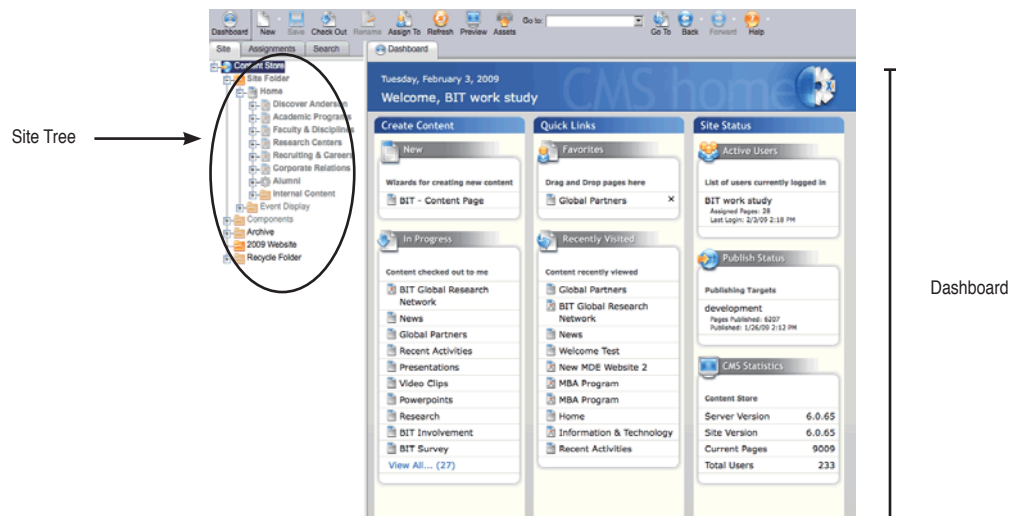 Dashboard New Save Check Out Rename Assign To Refresh Preview Assets Go to: Go To Back Forward Help
Site Assignments Search
Dashboard
Content Store
Site Folder
Home
Discover Anderson
Academic Programs
Faculty & Disciplines
Research Centers
Recruiting & Careers
Corporate Relations
Alumni
Internal Content
Event Display
Components
Archive
2009 Website
Recycle Folder
Site Tree
Tuesday, February 3, 2009
Welcome, BIT work study
CMS home
Create Content
New
Wizards for creating new content
BIT - Content Page
In Progress
Content checked out to me
BIT Global Research
Network
News
Global Partners
Recent Activities
Presentations
Video Clips
Powerpoints
Research
BIT Involvement
BIT Survey
View All... (27)
Quick Links
Favorites
Drag and Drop pages here
Global Partners ×
Recently Visited
Content recently viewed
Global Partners
BIT Global Research
Network
News
Welcome Test
New MDE Website 2
MBA Program
MBA Program
Home
Information & Technology
Recent Activities
Site Status
Active Users
List of users currently logged in
BIT work study
Assigned Pages: 28
Last Login: 2/3/09 2:18 PM
Publish Status
Publishing Targets
development
Pages Published: 6207
Published: 1/26/09 2:12 PM
CMS Statistics
Content Store
Server Version 6.0.65
Site Version 6.0.65
Current Pages 9009
Total Users 233
Dashboard